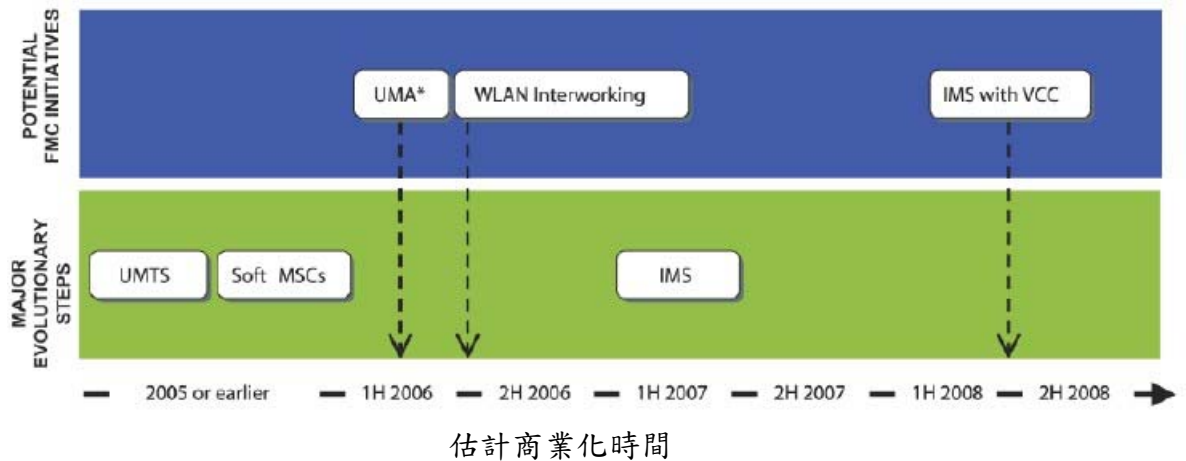 POTENTIAL
FMC INITIATIVES
UMA*
WLAN Interworking
IMS with VCC
MAJOR
EVOLUTIONARY
STEPS
UMTS
Soft MSCs
IMS
2005 or earlier
1H 2006
2H 2006
1H 2007
2H 2007
1H 2008
2H 2008
估計商業化時間